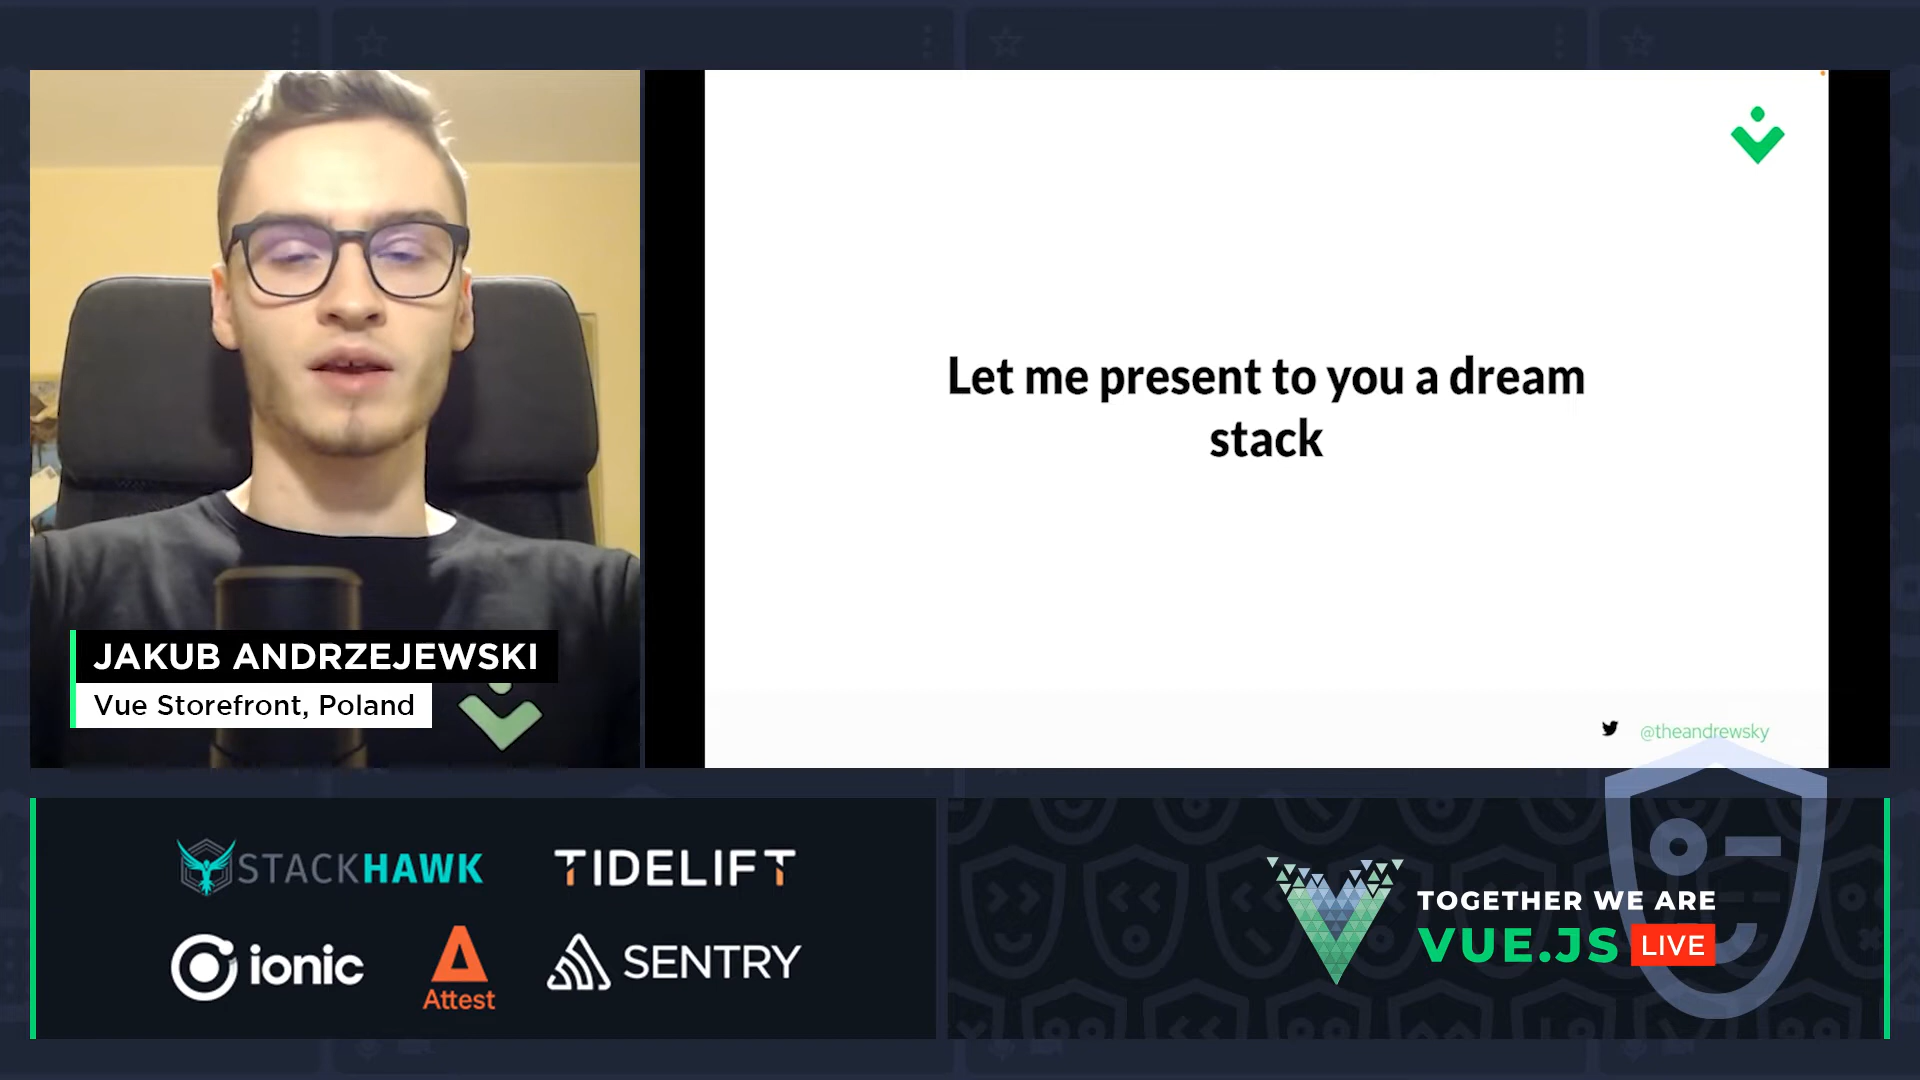 Let me present to you a dream
stack
@theandrewsky
JAKUB ANDRZEJEWSKI
Vue Storefront, Poland
STACKHAWK
TIDELIFT
ionic
Attest
SENTRY
TOGETHER WE ARE
VUE.JS LIVE